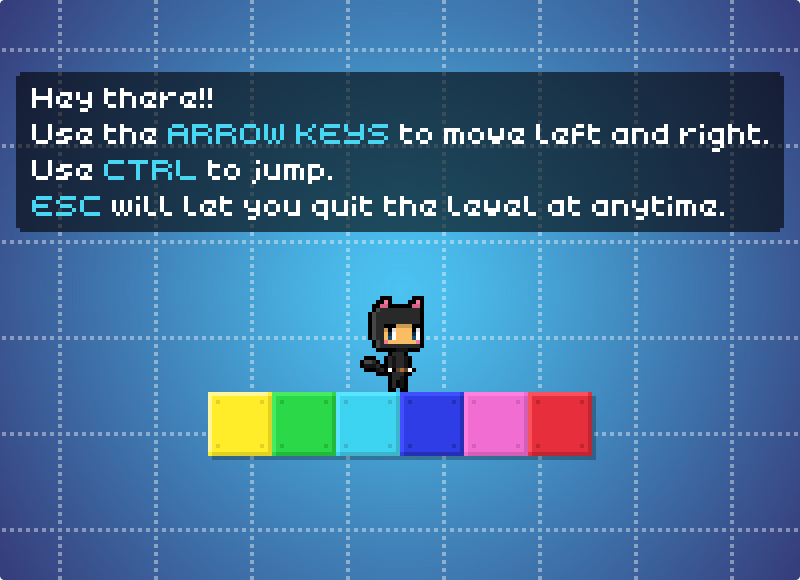 Hey there!!
Use the ARROW KEYS to move left and right.
Use CTRL to jump.
ESC will let you quit the level at anytime.